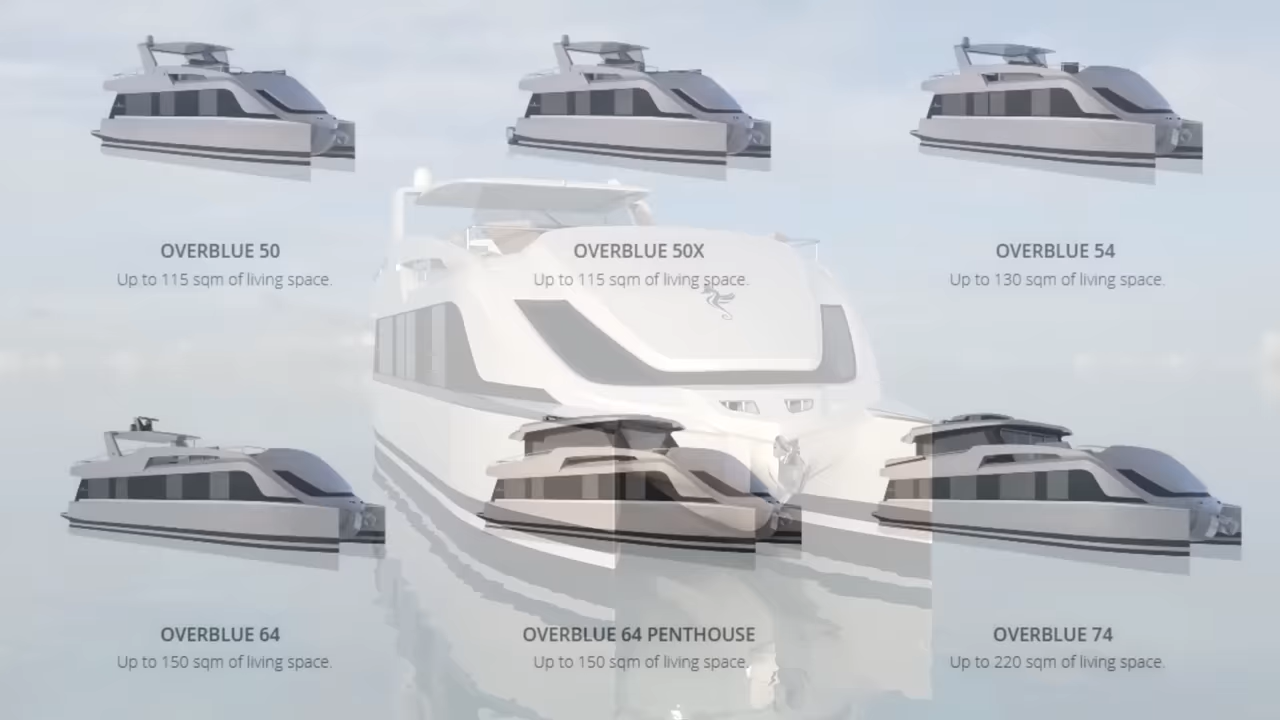 OVERBLUE 50
Up to 115 sqm of living space.
OVERBLUE 50X
Up to 115 sqm of living space.
OVERBLUE 54
Up to 130 sqm of living space.
OVERBLUE 64
Up to 150 sqm of living space.
OVERBLUE 64 PENTHOUSE
Up to 150 sqm of living space.
OVERBLUE 74
Up to 220 sqm of living space.